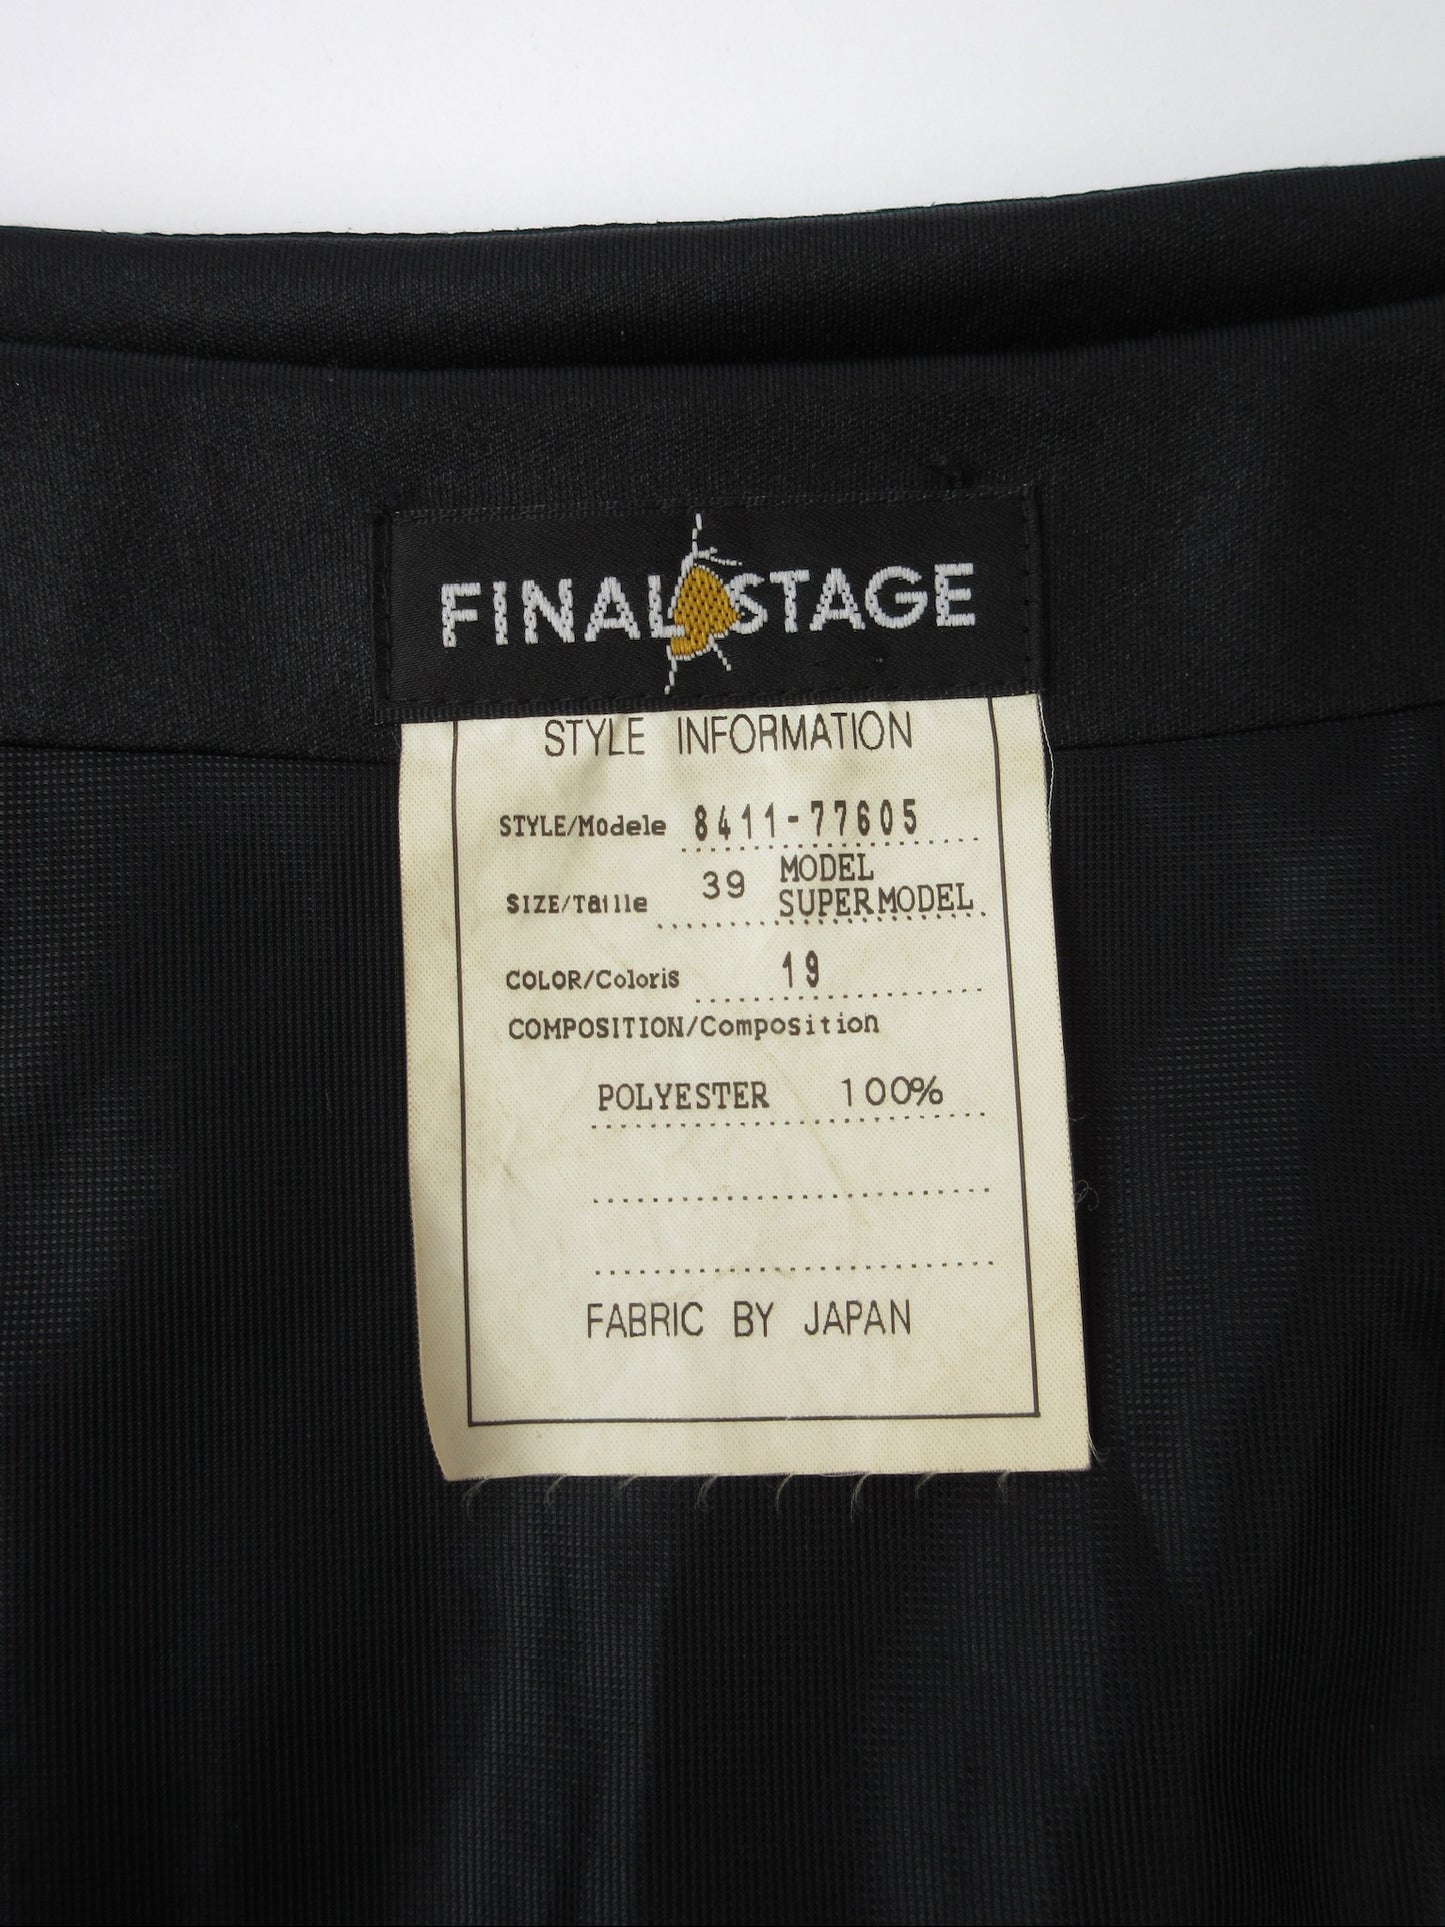 FINAL STAGE
STYLE INFORMATION
STYLE/Modele 8411-77605
SIZE/Taille 39 MODEL
SUPERMODEL
COLOR/Coloris 19
COMPOSITION/Composition
POLYESTER 100%
FABRIC BY JAPAN